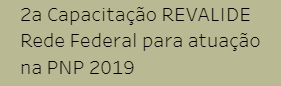 2a Capacitação REVALIDE
Rede Federal para atuação
na PNP 2019